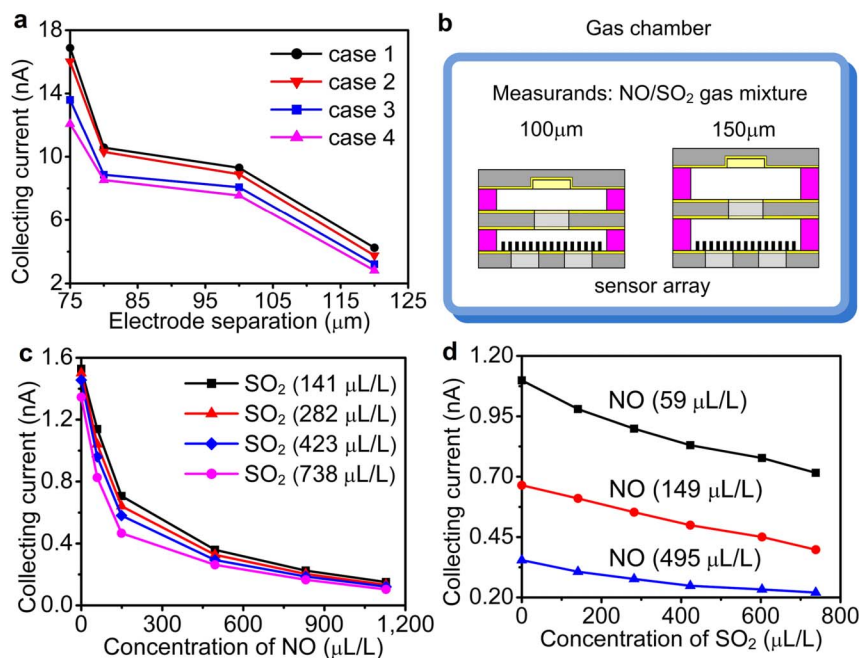 a
18
14
10
6
2
Collecting current (nA)
case 1
case 2
case 3
case 4
75
85
95
105
115
125
Electrode separation (μm)
b
Gas chamber
Measurands: NO/SO₂ gas mixture
100μm
150μm
sensor array
c
1.6
1.2
0.8
0.4
0.0
Collecting current (nA)
SO₂ (141 μL/L)
SO₂ (282 μL/L)
SO₂ (423 μL/L)
SO₂ (738 μL/L)
0
300
600
900
1,200
Concentration of NO (μL/L)
d
1.20
0.95
0.70
0.45
0.20
Collecting current (nA)
NO (59 μL/L)
NO (149 μL/L)
NO (495 μL/L)
0
200
400
600
800
Concentration of SO₂ (μL/L)